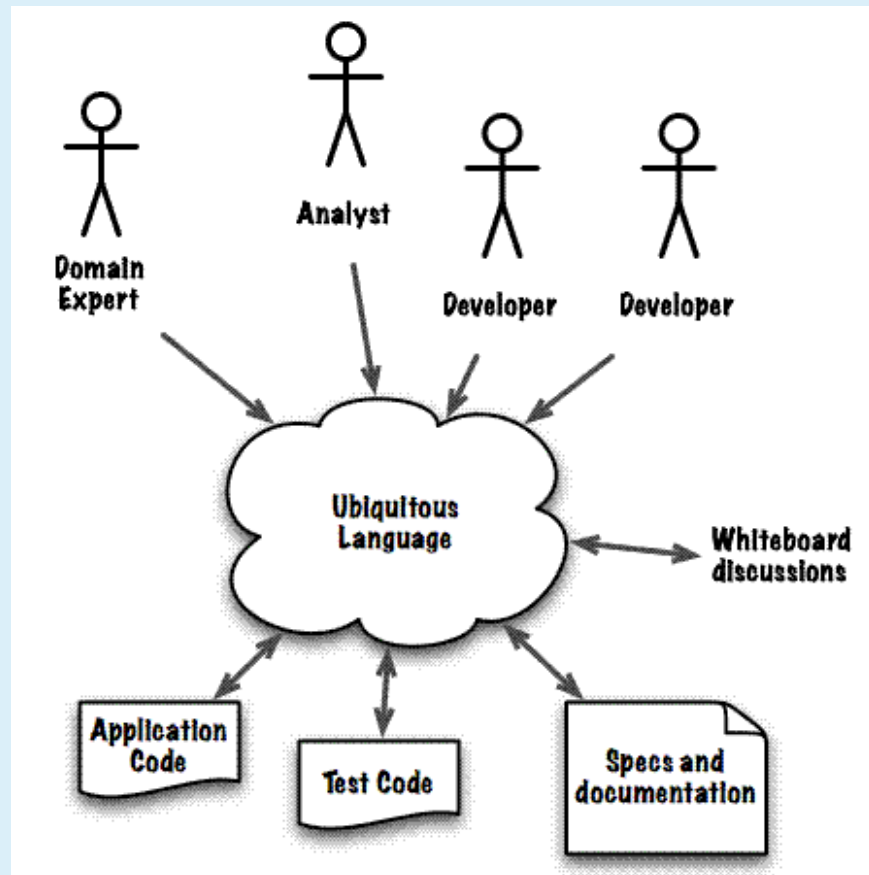 Analyst
Domain
Expert
Developer
Developer
Ubiquitous
Language
Whiteboard
discussions
Application
Code
Test Code
Specs and
documentation